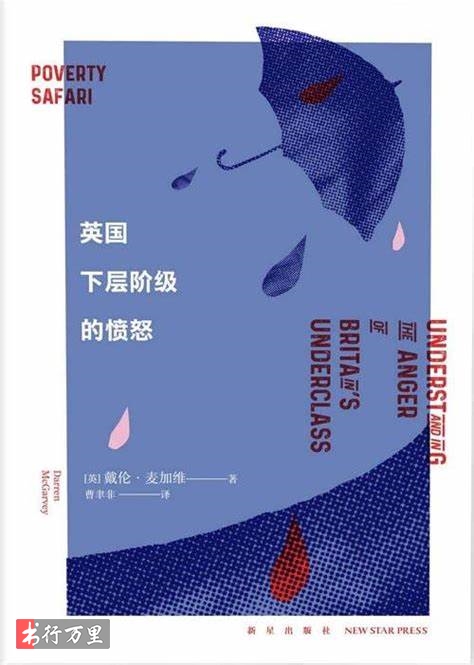 POVERTY
SAFARI
英国
下层阶级
的愤怒
UNDERSTANDING
THE ANGER
OF
BRITAIN'S
UNDERCLASS
[英] 戴伦·麦加维——著
曹聿非——译
Darren
McGarvey
新星出版社 NEW STAR PRESS
书行万里